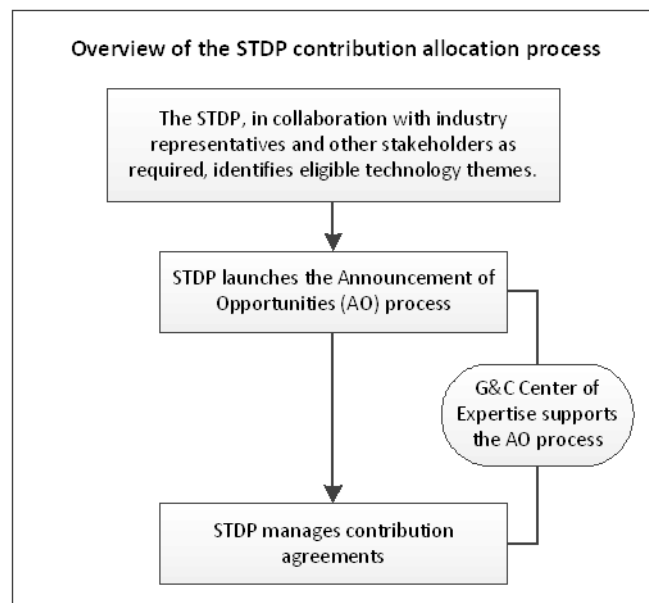 Overview of the STDP contribution allocation process
The STDP, in collaboration with industry
representatives and other stakeholders as
required, identifies eligible technology themes.
STDP launches the Announcement of
Opportunities (AO) process
G&C Center of
Expertise supports
the AO process
STDP manages contribution
agreements